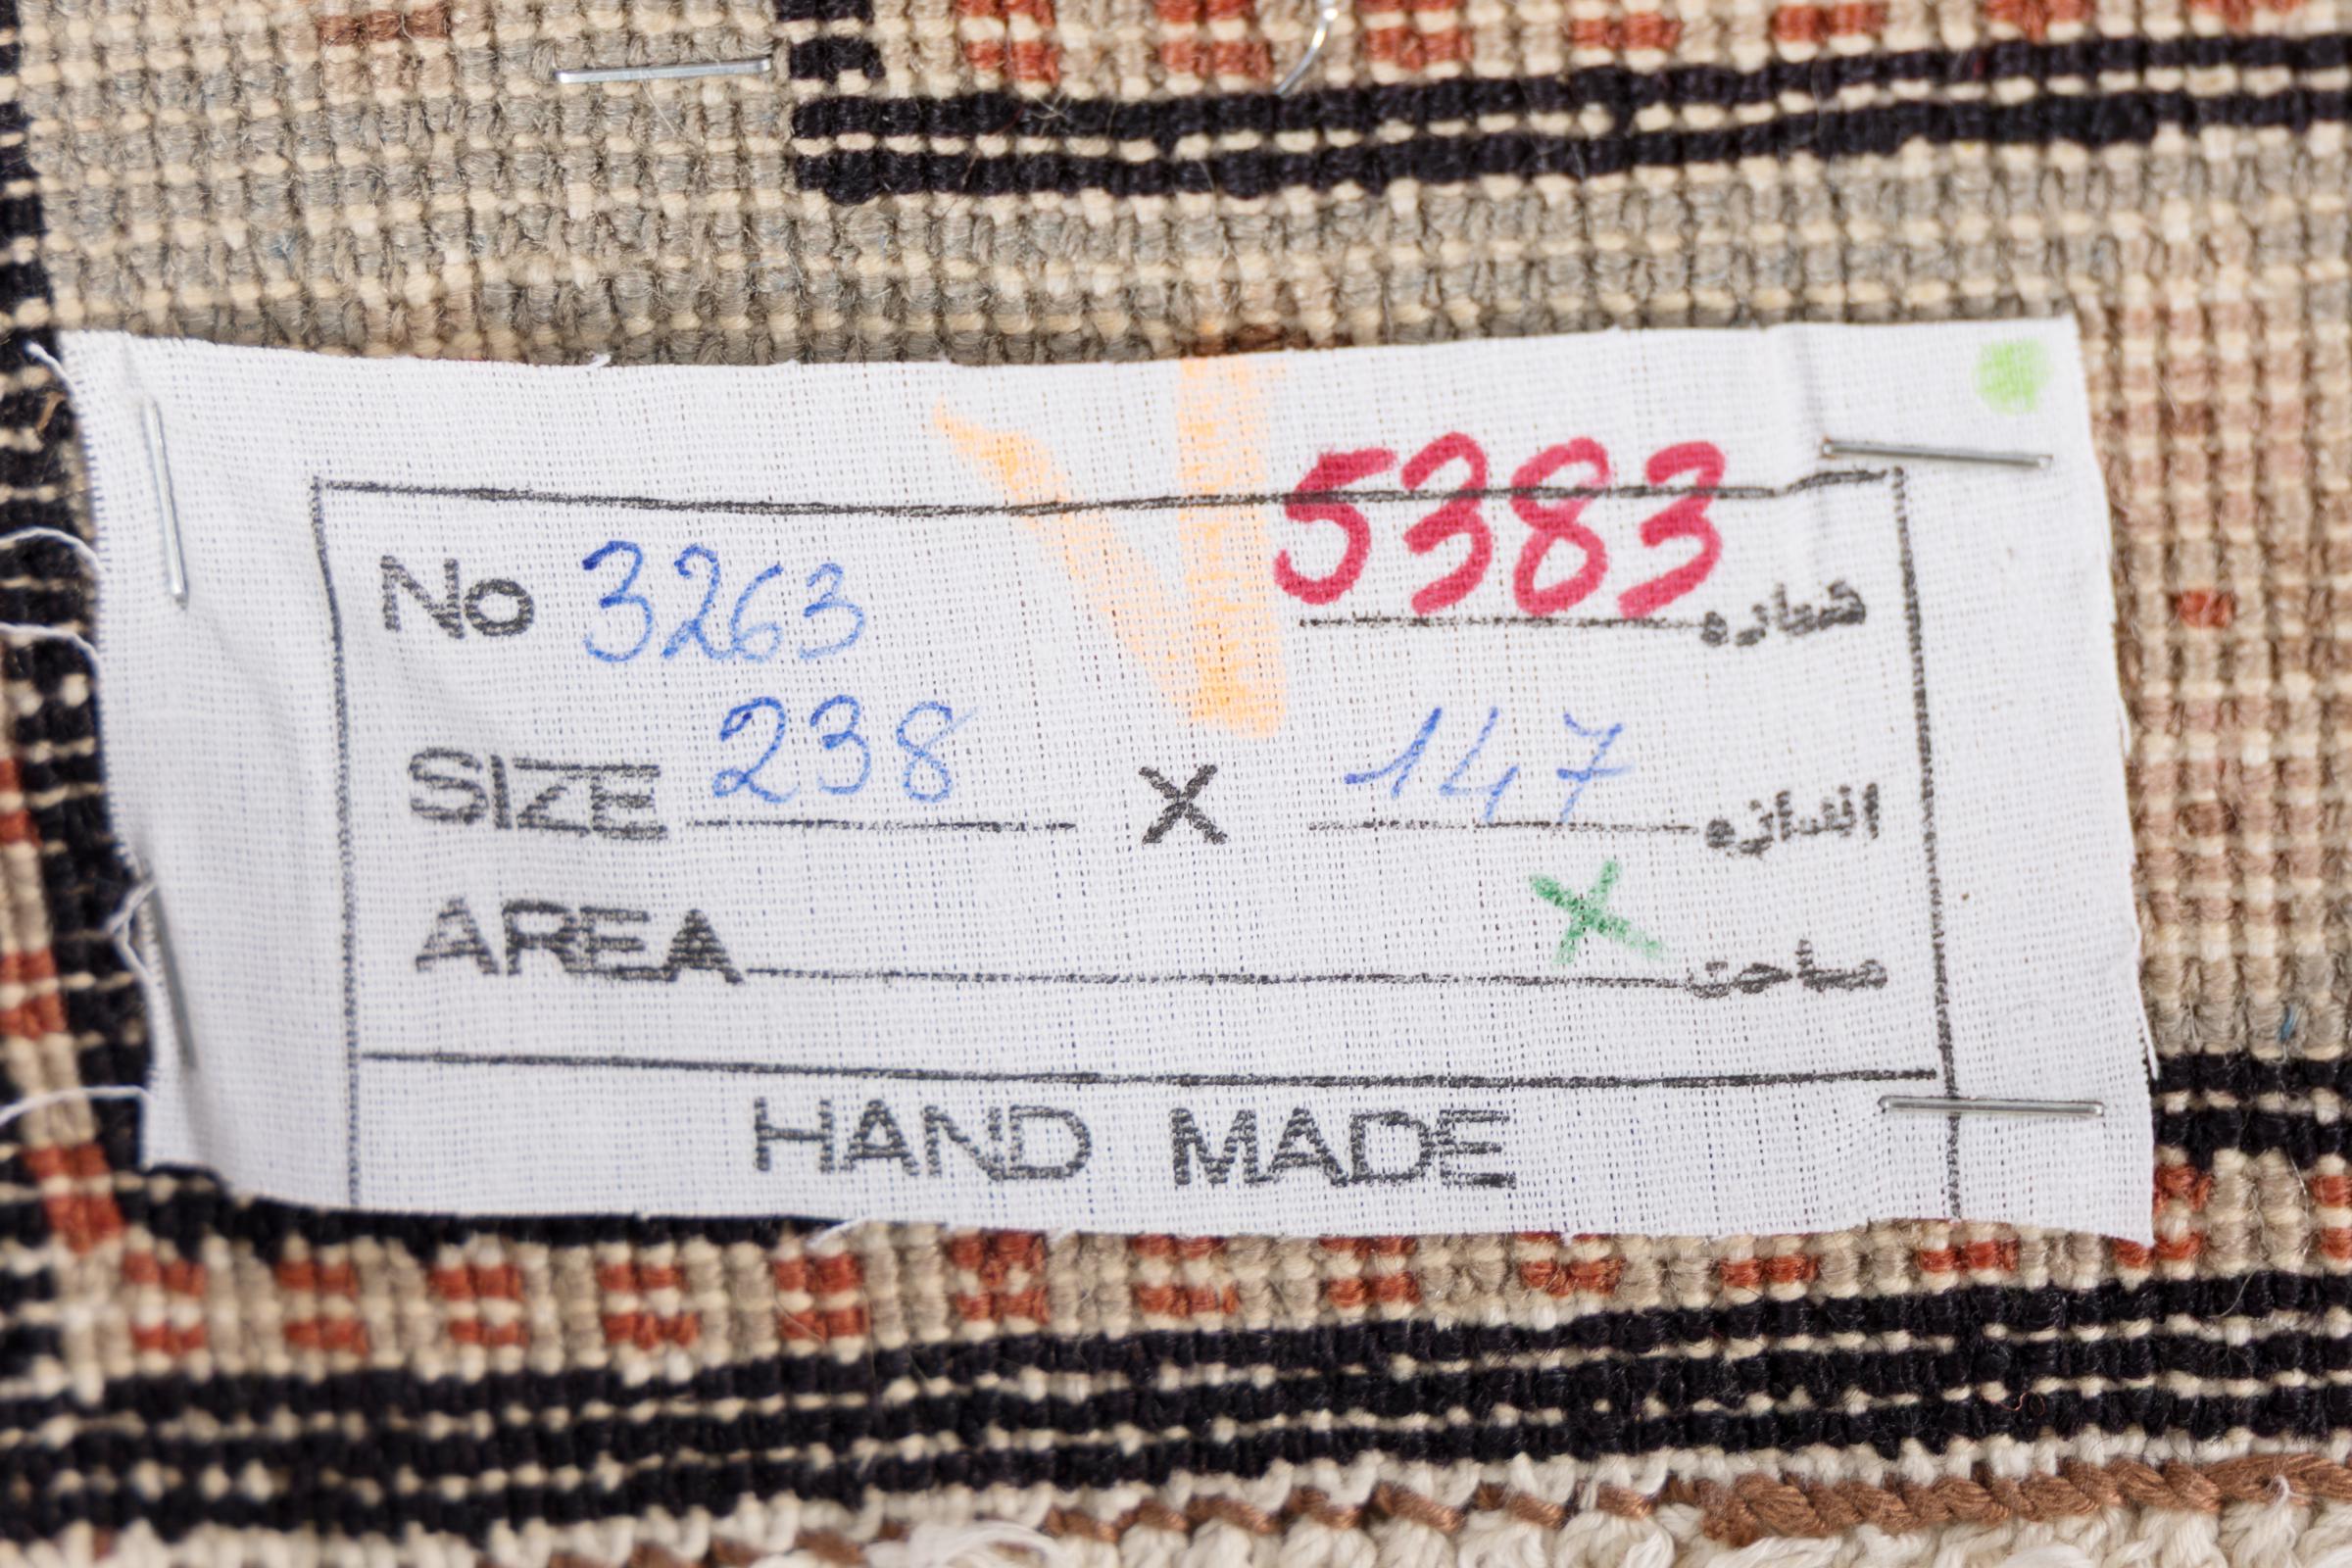 No 3263 5383 شماره
SIZE 238 X 147 اندازه
AREA مساحت
HAND MADE